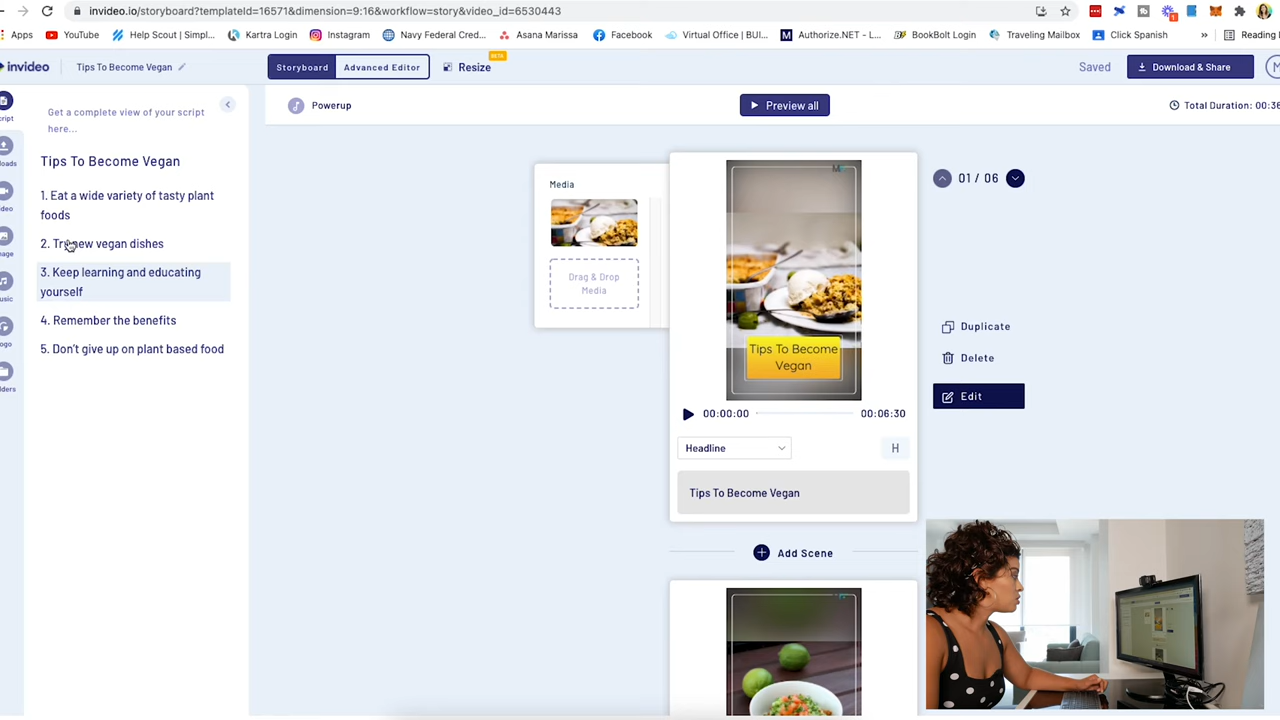 invideo.io/storyboard?templateId=16571&dimension=9:16&workflow=story&video_id=6530443
Apps YouTube Help Scout | Simpl... Kartra Login Instagram Navy Federal Cred... Asana Marissa Facebook Virtual Office | BUI... Authorize.NET - L... BookBolt Login Traveling Mailbox Click Spanish » Reading
invideo Tips To Become Vegan Storyboard Advanced Editor Resize BETA Saved Download & Share M
Get a complete view of your script
here...
Powerup Preview all Total Duration: 00:36
Tips To Become Vegan
1. Eat a wide variety of tasty plant
foods
2. Try new vegan dishes
3. Keep learning and educating
yourself
4. Remember the benefits
5. Don't give up on plant based food
Media
Drag & Drop
Media
Tips To Become
Vegan
00:00:00 00:06:30
Headline H
Tips To Become Vegan
Add Scene
01 / 06
Duplicate
Delete
Edit